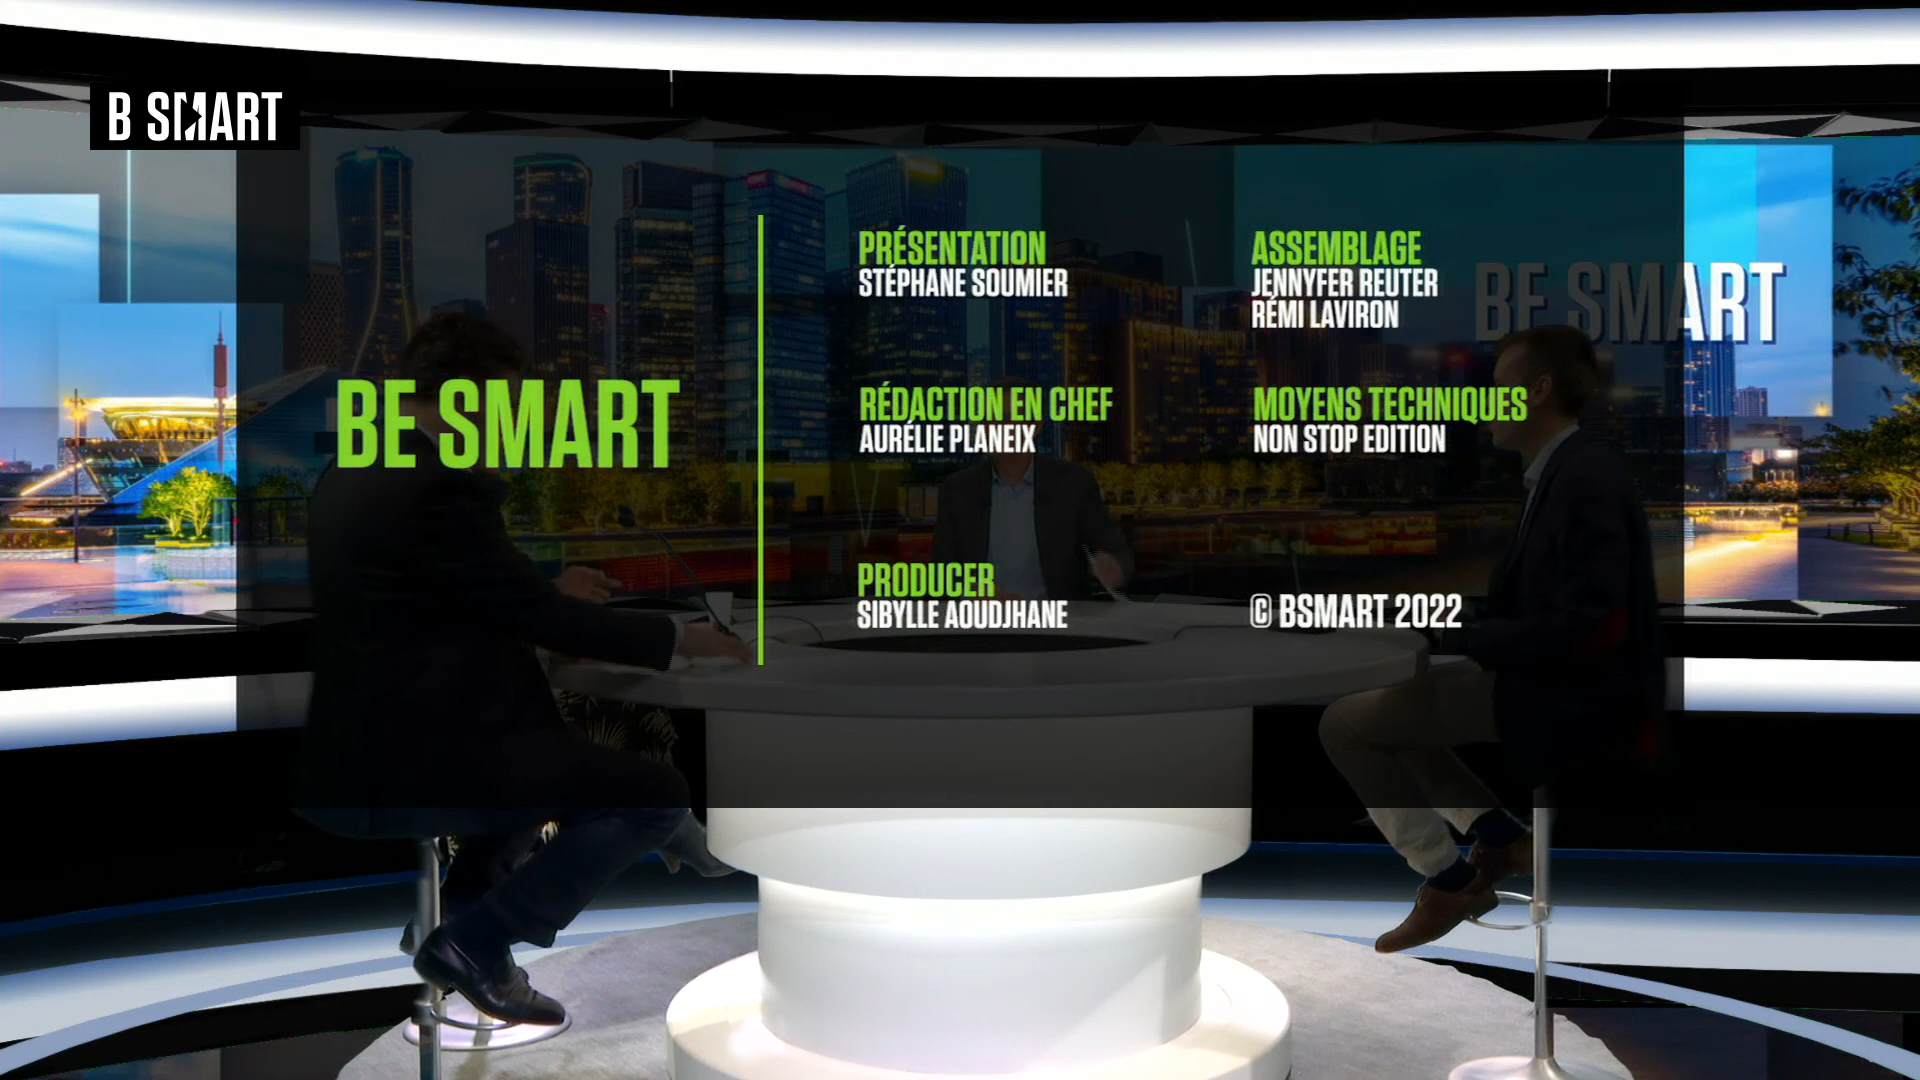 B SMART
BE SMART
PRÉSENTATION
STÉPHANE SOUMIER
RÉDACTION EN CHEF
AURÉLIE PLANEIX
PRODUCER
SIBYLLE AOUDJHANE
ASSEMBLAGE
JENNYFER REUTER
RÉMI LAVIRON
MOYENS TECHNIQUES
NON STOP EDITION
© BSMART 2022
BE SMART